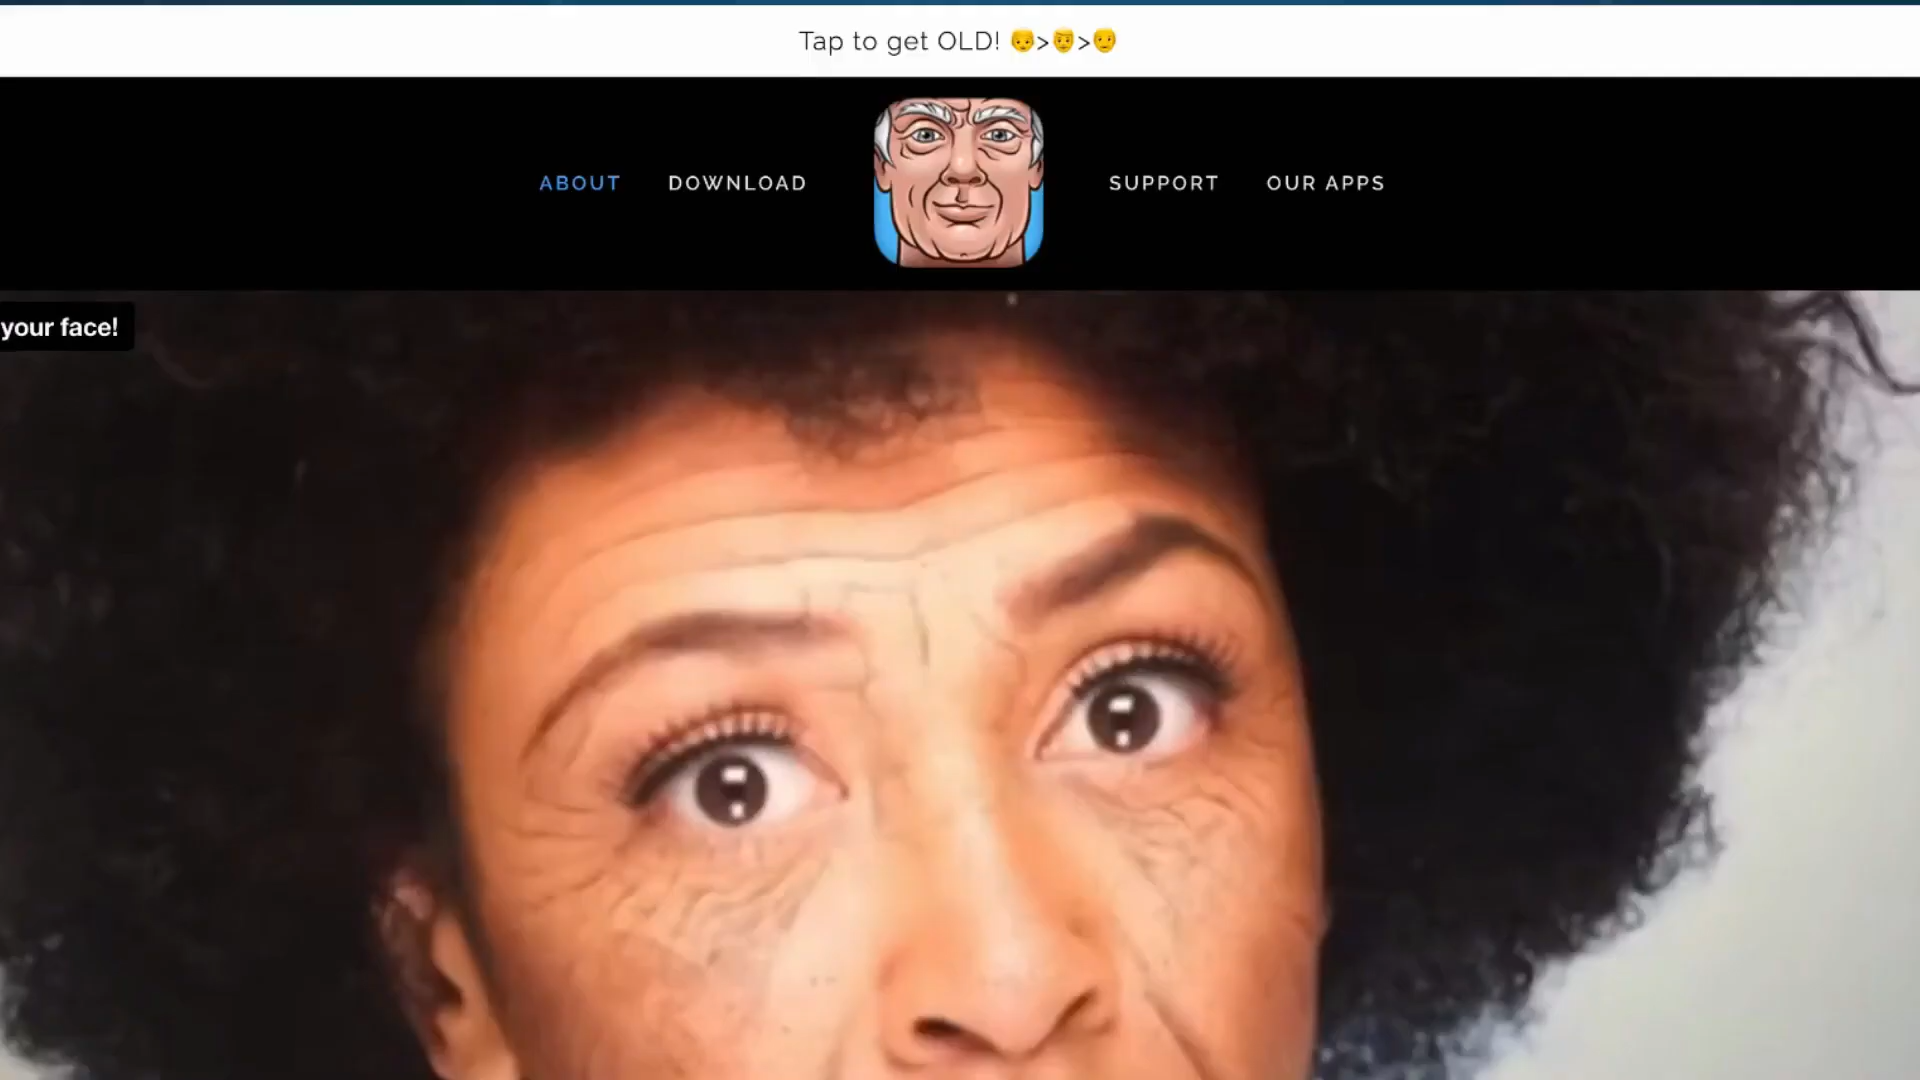 Tap to get OLD! 👴>👨>👴
ABOUT
DOWNLOAD
SUPPORT
OUR APPS
your face!